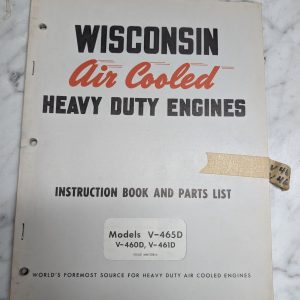 WISCONSIN
Air Cooled
HEAVY DUTY ENGINES
INSTRUCTION BOOK AND PARTS LIST
Models V-465D
V-460D, V-461D
WORLD'S FOREMOST SOURCE FOR HEAVY DUTY AIR COOLED ENGINES